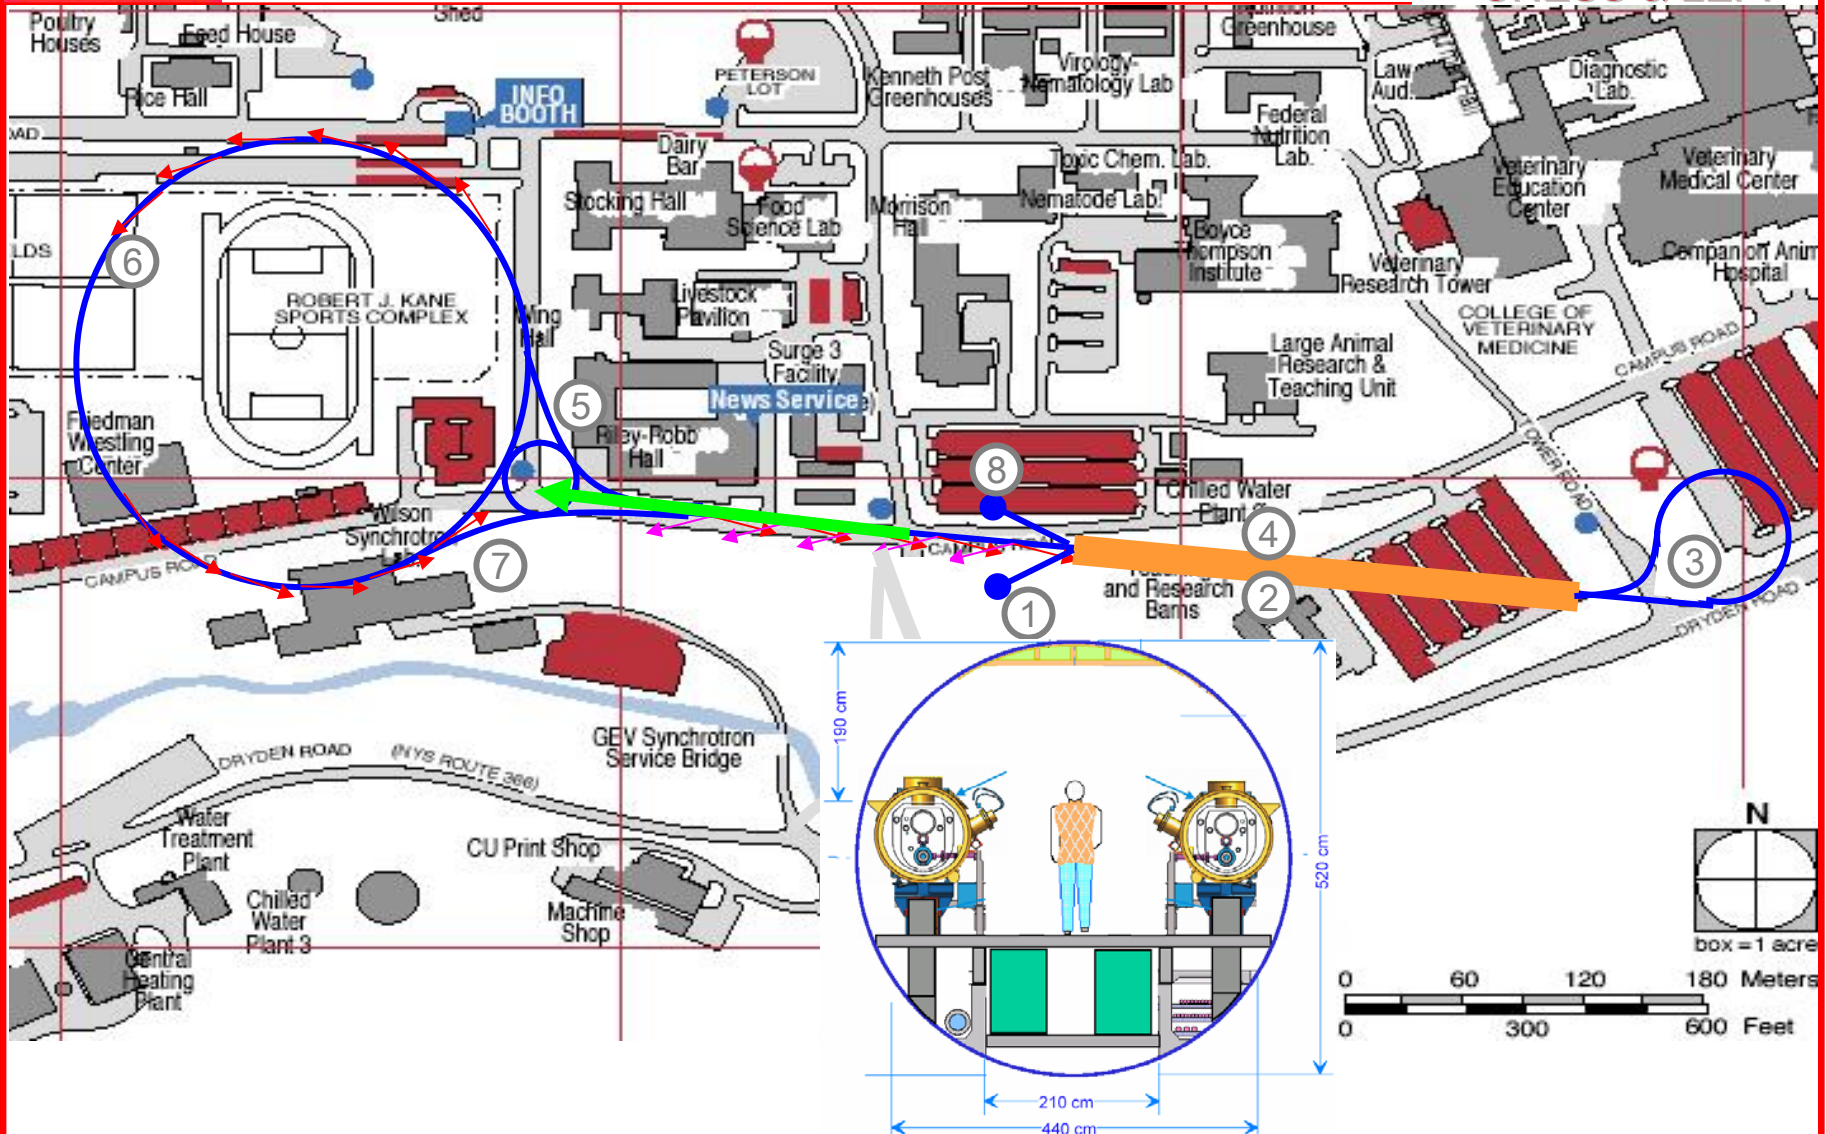 Shed
Poultry
Houses
Feed House
Rice Hall
INFO
BOOTH
PETERSON
LOT
Kenneth Post
Greenhouses
Virology-
Nematology Lab
Greenhouse
Law
Aud.
Diagnostic
Lab.
Federal
Nutrition
Lab.
Dairy
Bar
Stocking Hall
Food
Science Lab
Morrison
Hall
Toxic Chem. Lab.
Nematode Lab.
Boyce
Thompson
Institute
Veterinary
Education
Center
Veterinary
Medical Center
Veterinary
Research Tower
Companion Anim
Hospital
COLLEGE OF
VETERINARY
MEDICINE
CAMPUS ROAD
OAD
LDS
6
ROBERT J. KANE
SPORTS COMPLEX
Wing
Hall
Livestock
Pavilion
Surge 3
Facility
News Service
Large Animal
Research &
Teaching Unit
5
Friedman
Wrestling
Center
Riley-Robb
Hall
8
Chilled Water
Plant
TOWER ROAD
4
3
Wilson
Synchrotron
Lab.
CAMPUS ROAD
7
1
2
and Research
Barns
DRYDEN ROAD
GEV Synchrotron
Service Bridge
DRYDEN ROAD
(NYS ROUTE 366)
Water
Treatment
Plant
CU Print Shop
Chilled
Water
Plant 3
Machine
Shop
Central
Heating
Plant
190 cm
520 cm
210 cm
440 cm
N
box = 1 acre
0 60 120 180 Meters
0 300 600 Feet